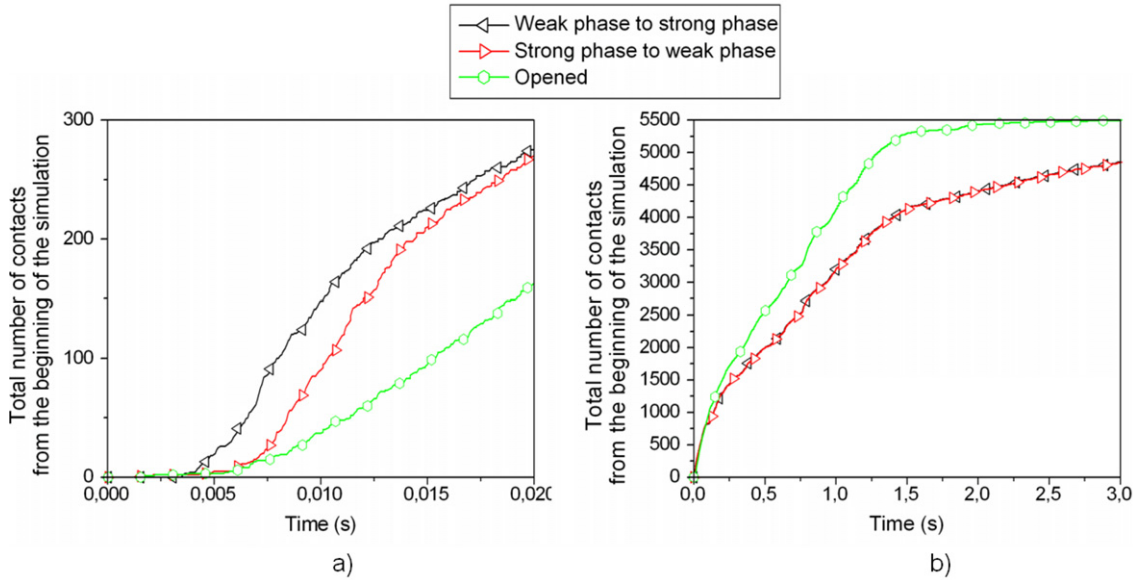 Weak phase to strong phase
Strong phase to weak phase
Opened
Total number of contacts
from the beginning of the simulation
300
200
100
0
0,000
0,005
0,010
0,015
0,020
Time (s)
a)
Total number of contacts
from the beginning of the simulation
5500
5000
4500
4000
3500
3000
2500
2000
1500
1000
500
0
0,0
0,5
1,0
1,5
2,0
2,5
3,0
Time (s)
b)